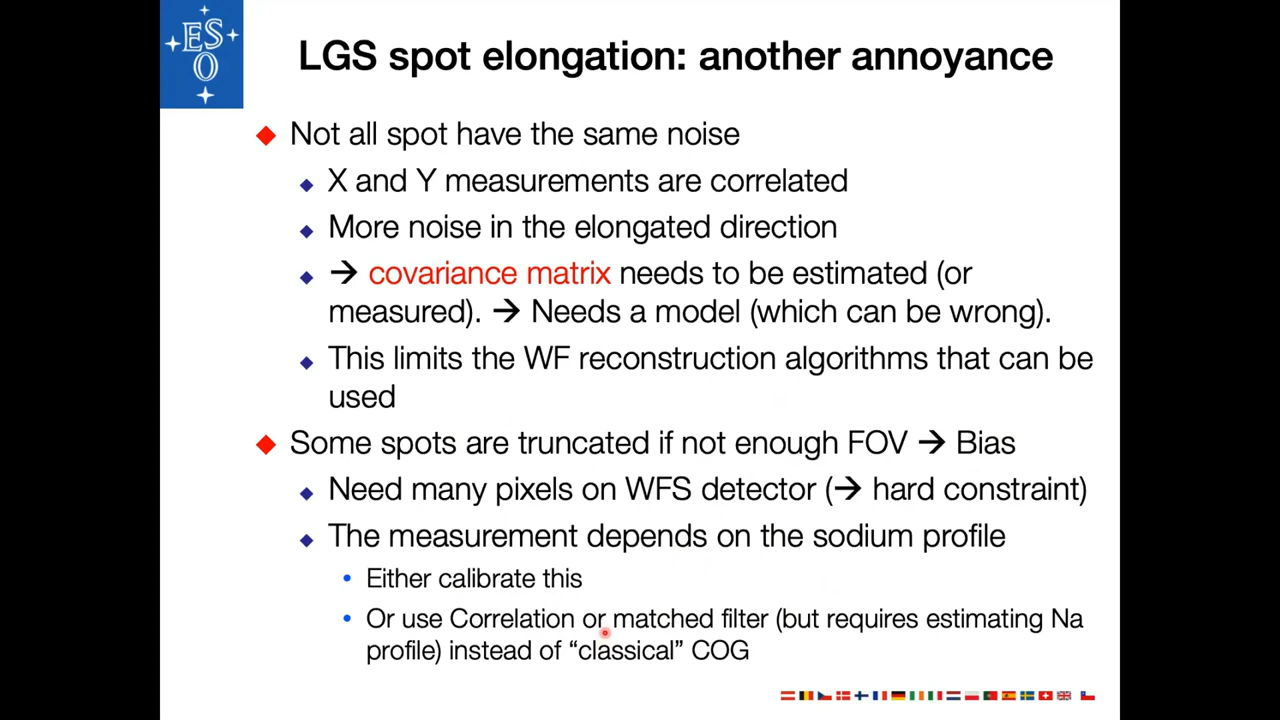 ES
O
LGS spot elongation: another annoyance
Not all spot have the same noise
X and Y measurements are correlated
More noise in the elongated direction
→ covariance matrix needs to be estimated (or
measured). → Needs a model (which can be wrong).
This limits the WF reconstruction algorithms that can be
used
Some spots are truncated if not enough FOV → Bias
Need many pixels on WFS detector (→ hard constraint)
The measurement depends on the sodium profile
Either calibrate this
Or use Correlation or matched filter (but requires estimating Na
profile) instead of “classical” COG